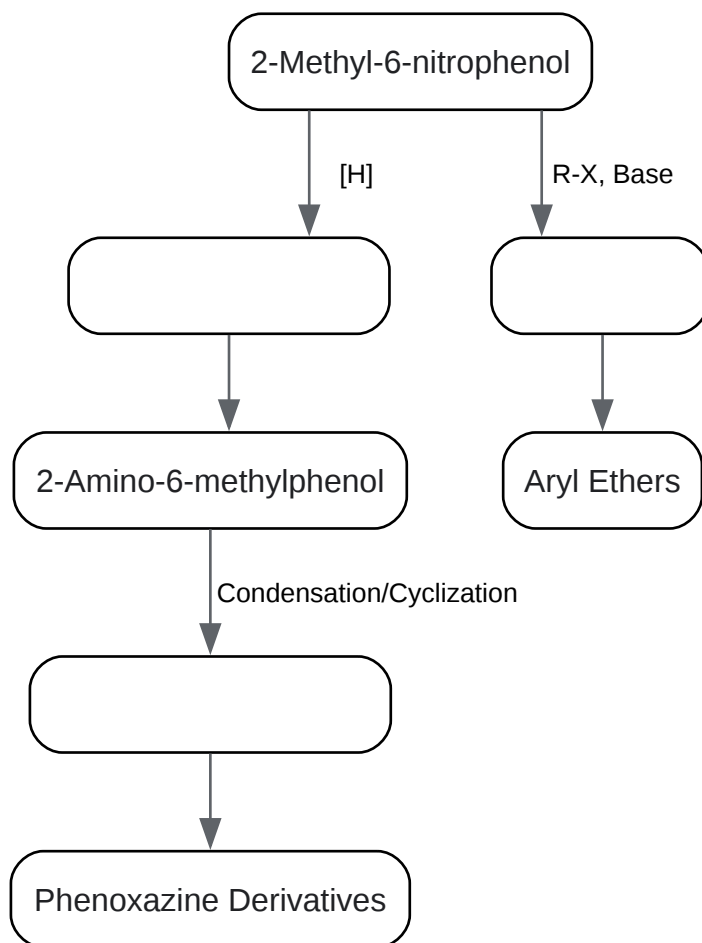 2-Methyl-6-nitrophenol
[H]
R-X, Base
2-Amino-6-methylphenol
Aryl Ethers
Condensation/Cyclization
Phenoxazine Derivatives